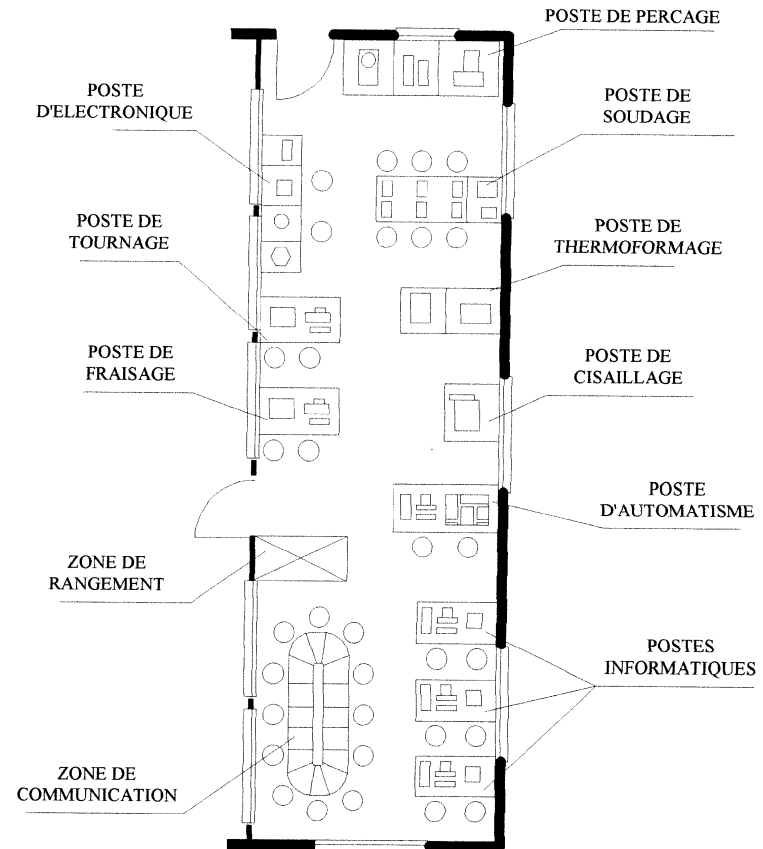 POSTE DE PERCAGE
POSTE
D'ELECTRONIQUE
POSTE DE
SOUDAGE
POSTE DE
TOURNAGE
POSTE DE
THERMOFORMAGE
POSTE DE
FRAISAGE
POSTE DE
CISAILLAGE
POSTE
D'AUTOMATISME
ZONE DE
RANGEMENT
POSTES
INFORMATIQUES
ZONE DE
COMMUNICATION